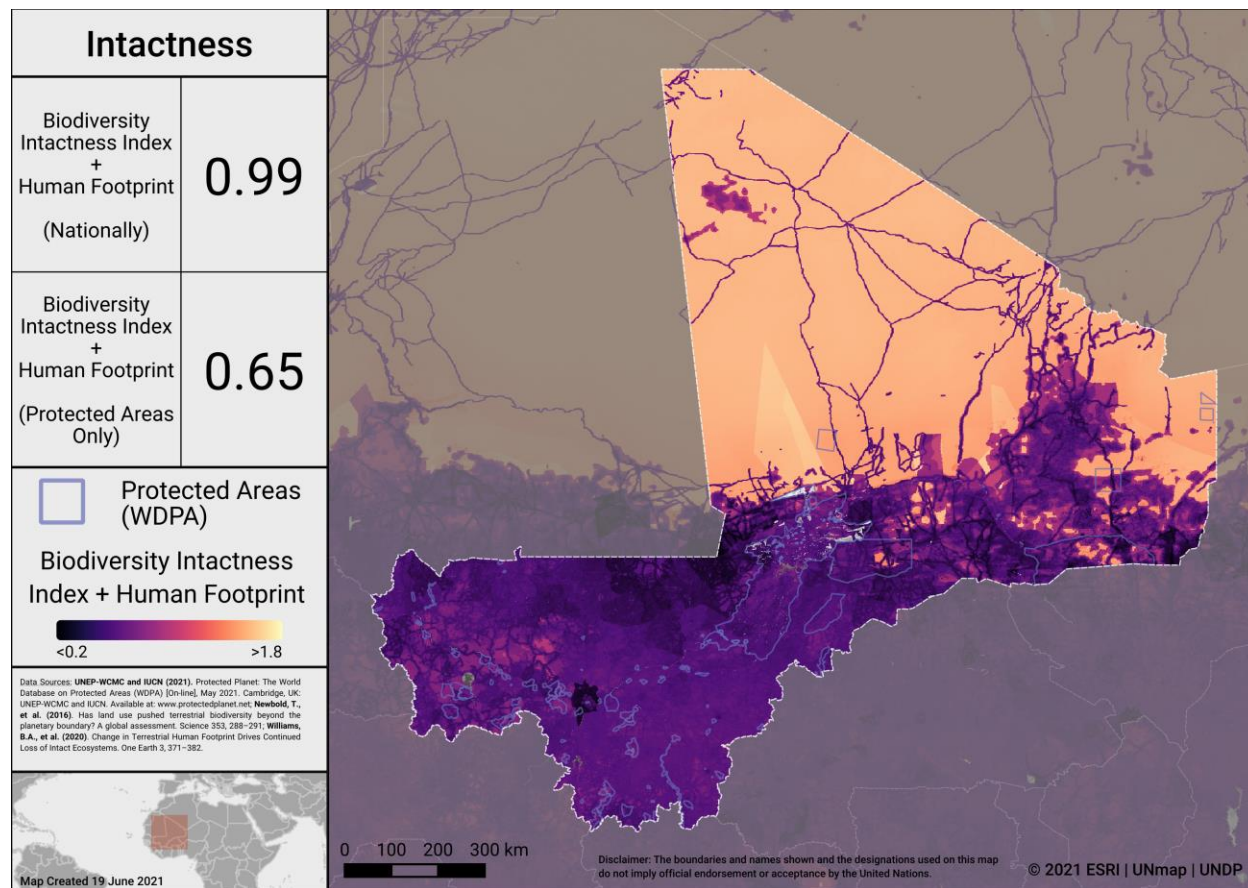 Intactness
Biodiversity
Intactness Index
+
Human Footprint
(Nationally)
0.99
Biodiversity
Intactness Index
+
Human Footprint
(Protected Areas
Only)
0.65
Protected Areas
(WDPA)
Biodiversity Intactness
Index + Human Footprint
<0.2
>1.8
Data Sources: UNEP-WCMC and IUCN (2021). Protected Planet: The World
Database on Protected Areas (WDPA) [On-line], May 2021. Cambridge, UK:
UNEP-WCMC and IUCN. Available at: www.protectedplanet.net; Newbold, T.,
et al. (2016). Has land use pushed terrestrial biodiversity beyond the
planetary boundary? A global assessment. Science 353, 288–291; Williams,
B.A., et al. (2020). Change in Terrestrial Human Footprint Drives Continued
Loss of Intact Ecosystems. One Earth 3, 371–382.
Map Created 19 June 2021
0 100 200 300 km
Disclaimer: The boundaries and names shown and the designations used on this map
do not imply official endorsement or acceptance by the United Nations.
© 2021 ESRI | UNmap | UNDP